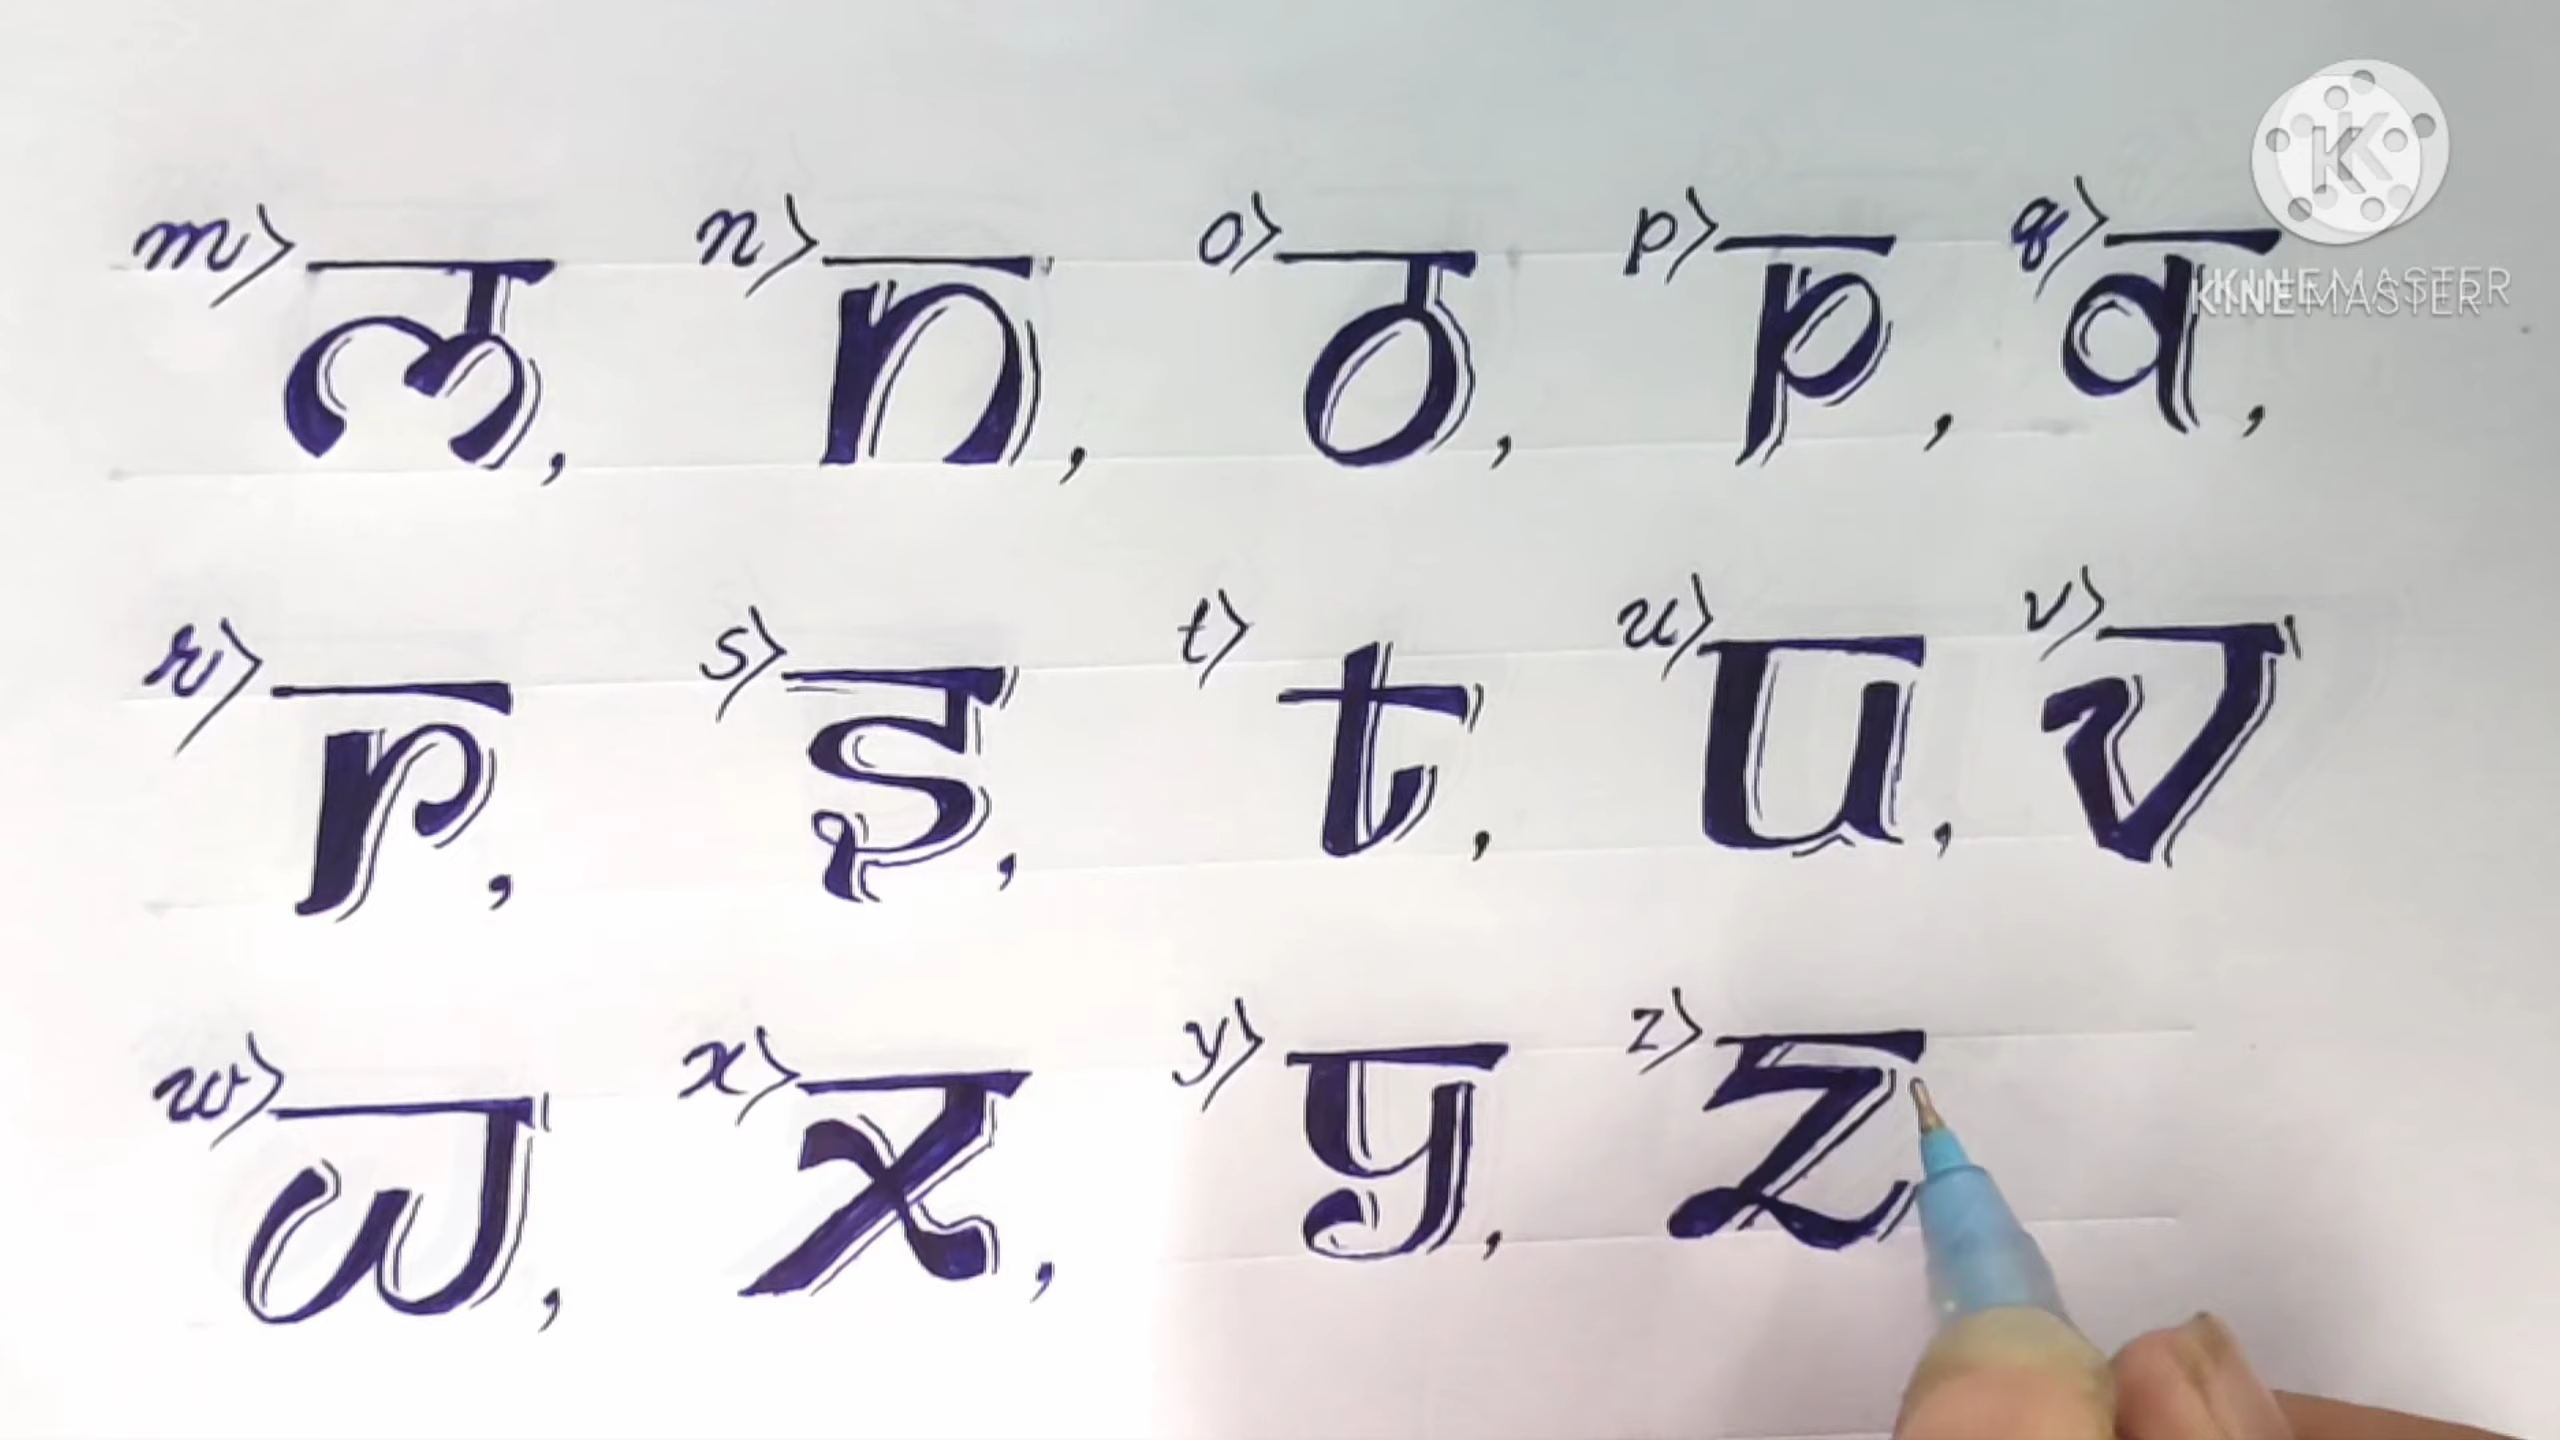 m> m, n> n, o> o, p> p, q> q,
r> r, s> s, t> t, u> u, v> v
w> w, x> x, y> y, z> z
KINEMASTER